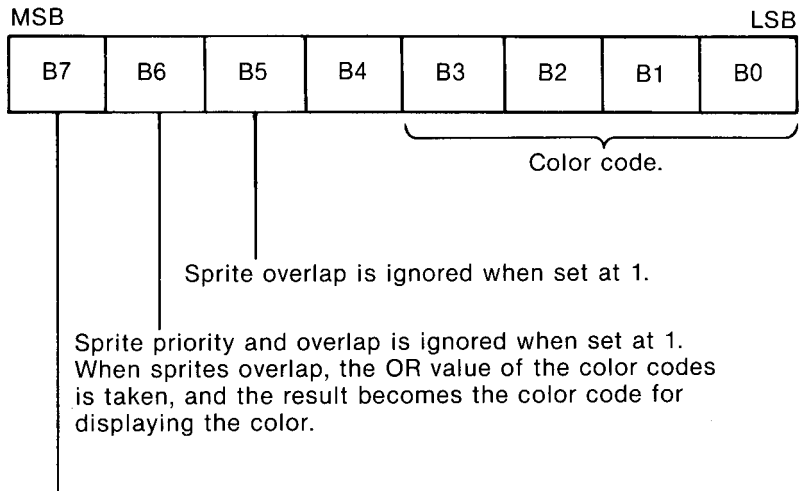 MSB LSB
B7 B6 B5 B4 B3 B2 B1 B0
Color code.
Sprite overlap is ignored when set at 1.
Sprite priority and overlap is ignored when set at 1.
When sprites overlap, the OR value of the color codes
is taken, and the result becomes the color code for
displaying the color.